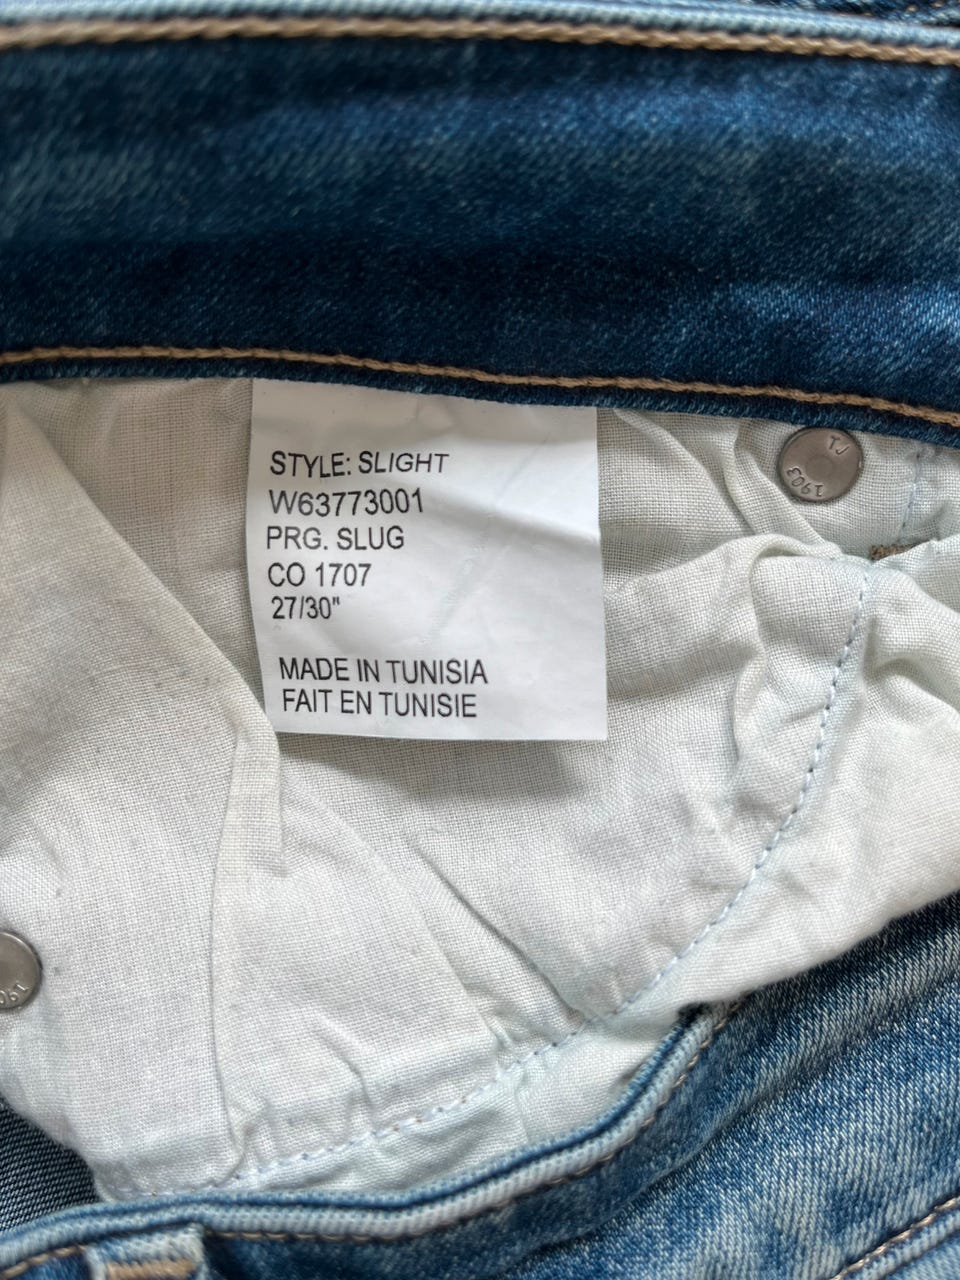 STYLE: SLIGHT
W63773001
PRG. SLUG
CO 1707
27/30"
MADE IN TUNISIA
FAIT EN TUNISIE
TJ
1903